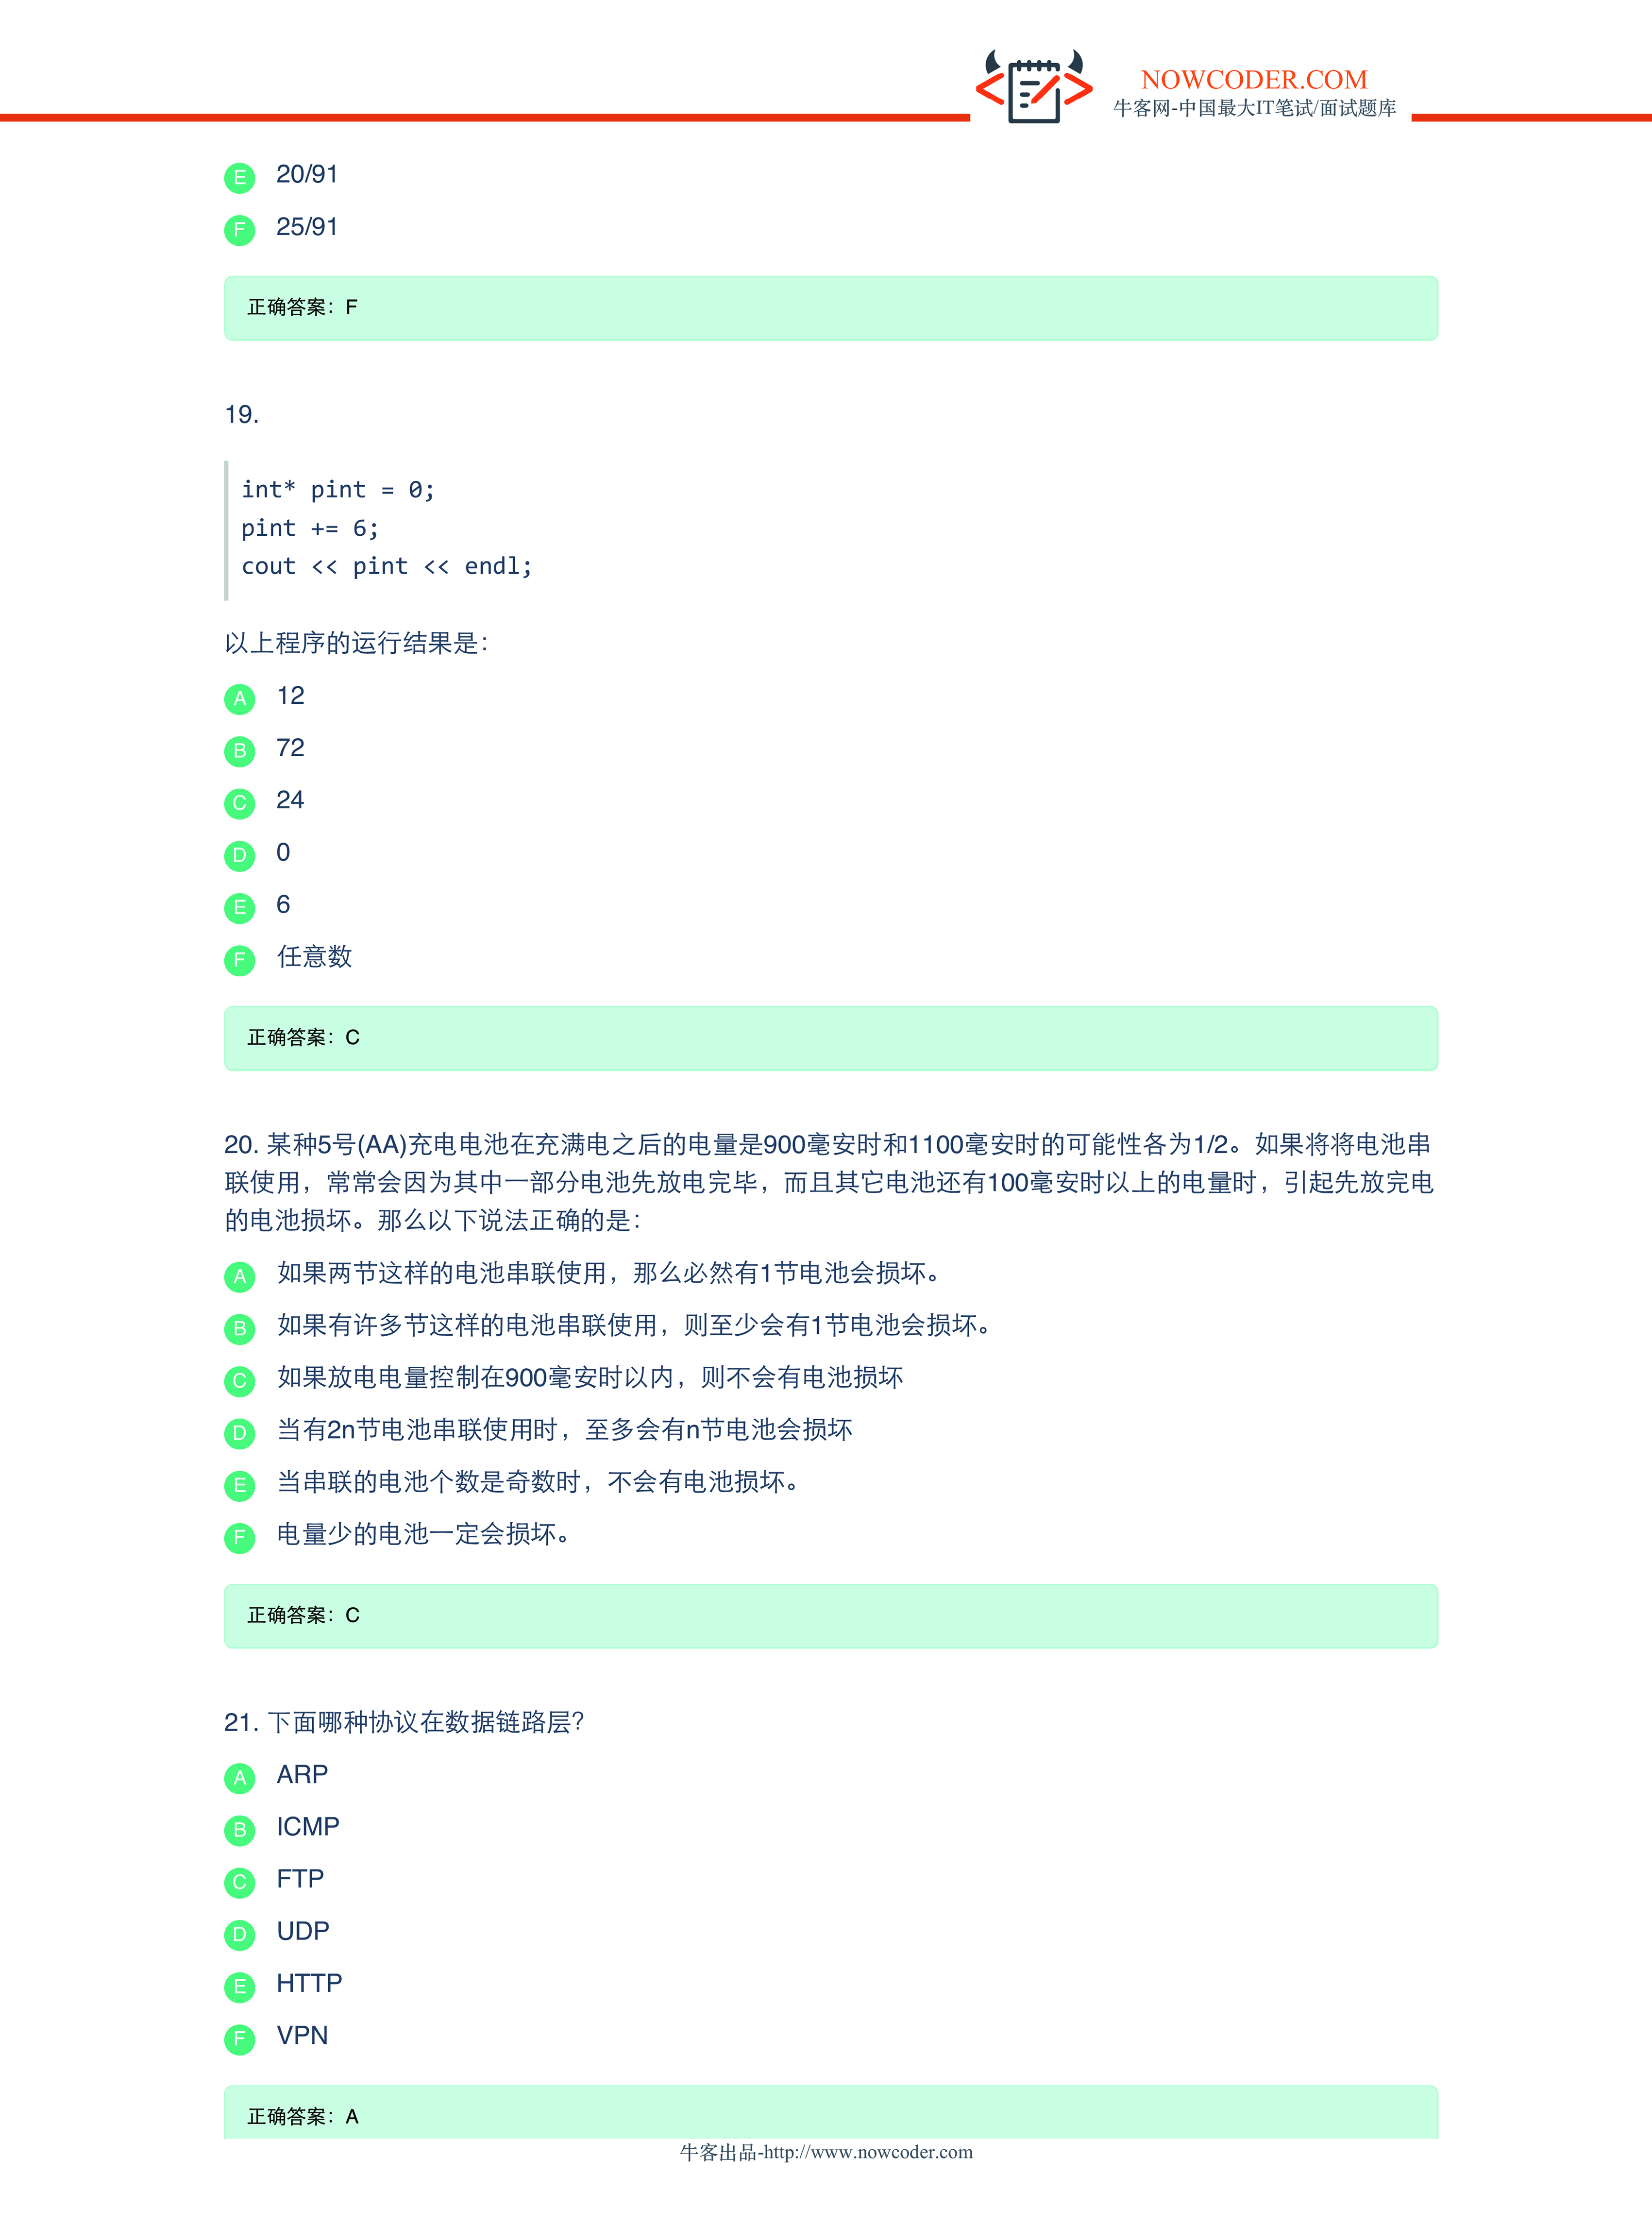 NOWCODER.COM
牛客网-中国最大IT笔试/面试题库
E 20/91
F 25/91
正确答案：F
19.
int* pint = 0;
pint += 6;
cout << pint << endl;
以上程序的运行结果是：
A 12
B 72
C 24
D 0
E 6
F 任意数
正确答案：C
20. 某种5号(AA)充电电池在充满电之后的电量是900毫安时和1100毫安时的可能性各为1/2。如果将将电池串
联使用，常常会因为其中一部分电池先放电完毕，而且其它电池还有100毫安时以上的电量时，引起先放完电
的电池损坏。那么以下说法正确的是：
A 如果两节这样的电池串联使用，那么必然有1节电池会损坏。
B 如果有许多节这样的电池串联使用，则至少会有1节电池会损坏。
C 如果放电电量控制在900毫安时以内，则不会有电池损坏
D 当有2n节电池串联使用时，至多会有n节电池会损坏
E 当串联的电池个数是奇数时，不会有电池损坏。
F 电量少的电池一定会损坏。
正确答案：C
21. 下面哪种协议在数据链路层？
A ARP
B ICMP
C FTP
D UDP
E HTTP
F VPN
正确答案：A
牛客出品-http://www.nowcoder.com